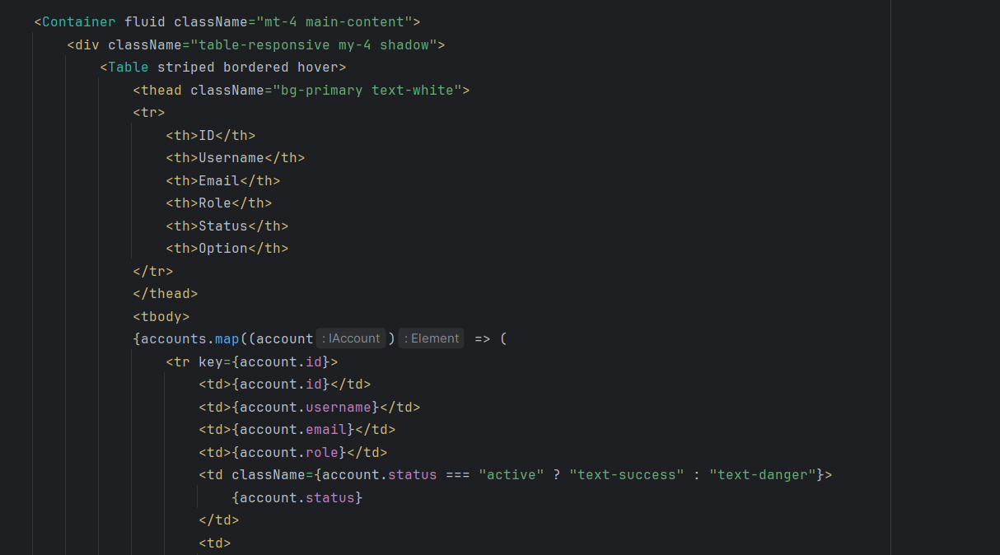 <Container fluid className="mt-4 main-content">
<div className="table-responsive my-4 shadow">
<Table striped bordered hover>
<thead className="bg-primary text-white">
<tr>
<th>ID</th>
<th>Username</th>
<th>Email</th>
<th>Role</th>
<th>Status</th>
<th>Option</th>
</tr>
</thead>
<tbody>
{accounts.map((account : IAccount ) : Element => (
<tr key={account.id}>
<td>{account.id}</td>
<td>{account.username}</td>
<td>{account.email}</td>
<td>{account.role}</td>
<td className={account.status === "active" ? "text-success" : "text-danger"}>
{account.status}
</td>
<td>